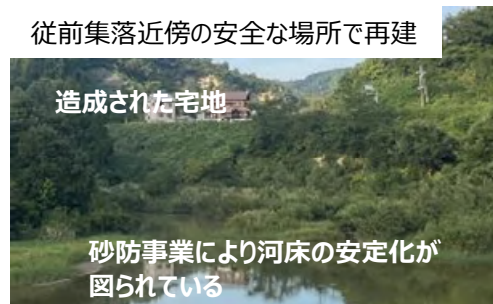 従前集落近傍の安全な場所で再建
造成された宅地
砂防事業により河床の安定化が
図られている